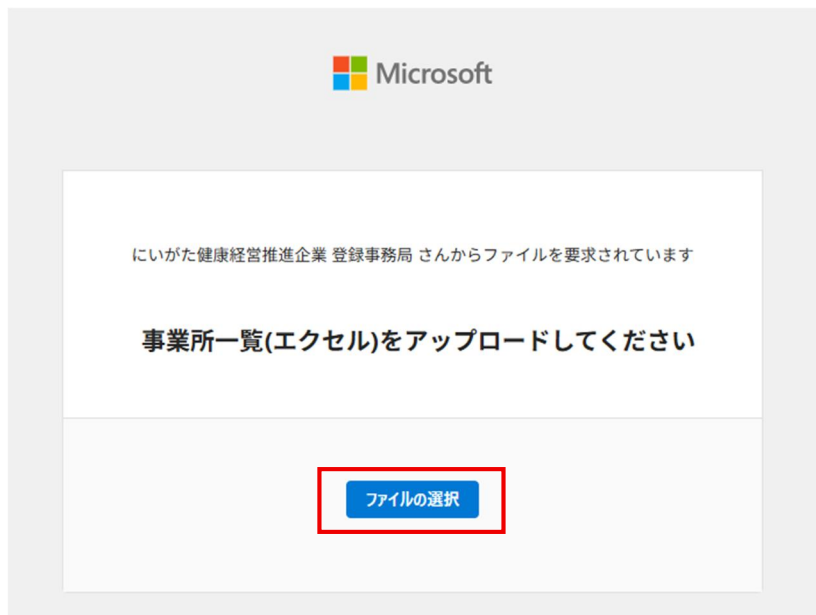 Microsoft
にいがた健康経営推進企業 登録事務局 さんからファイルを要求されています
事業所一覧(エクセル)をアップロードしてください
ファイルの選択